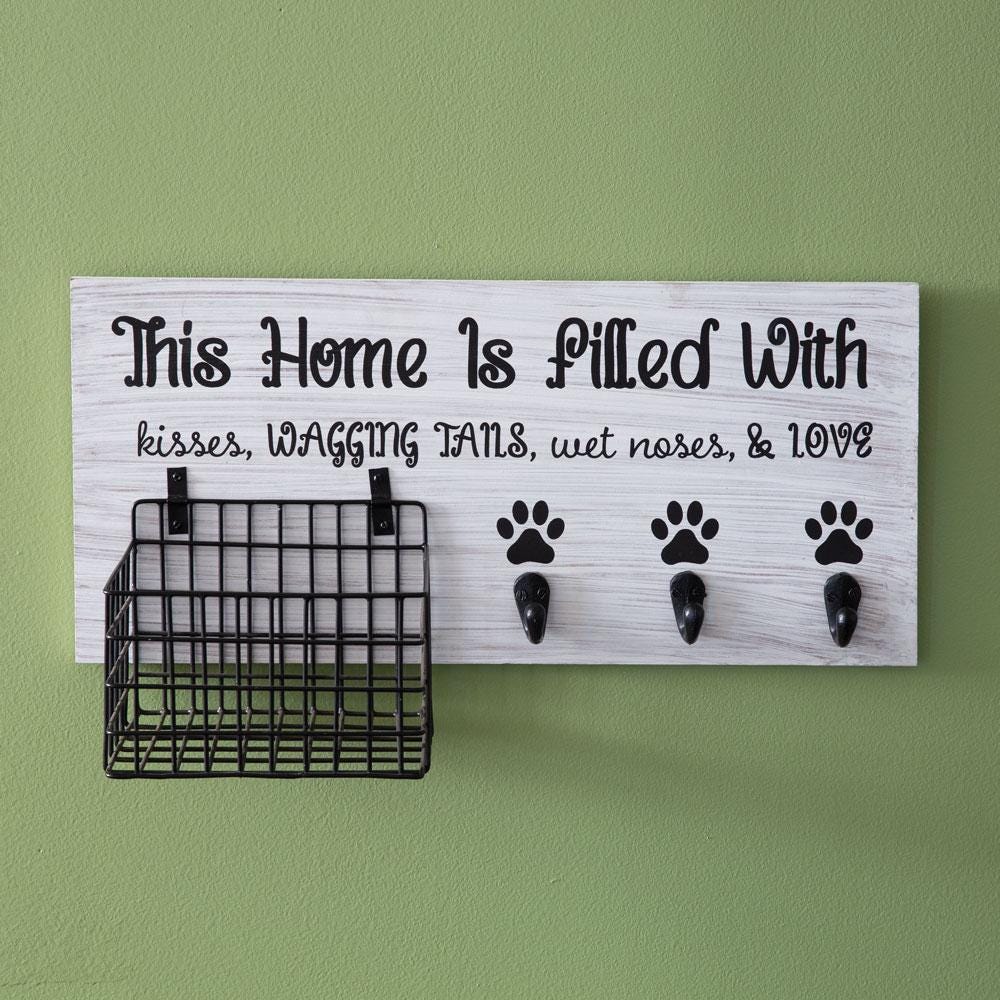 This Home Is Filled With
kisses, WAGGING TAILS, wet noses, & LOVE